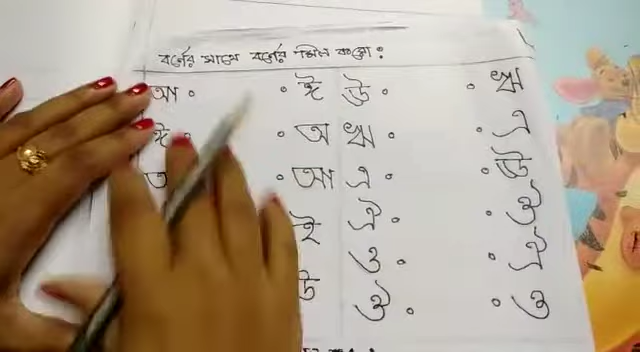 বর্ণের সাথে বর্ণের মিল করো :
আ ঈ ঊ ঋ
ঈ অ ঋ এ
আ এ ঊ
ই ঐ ঔ
উ ও ঐ
ঔ ও